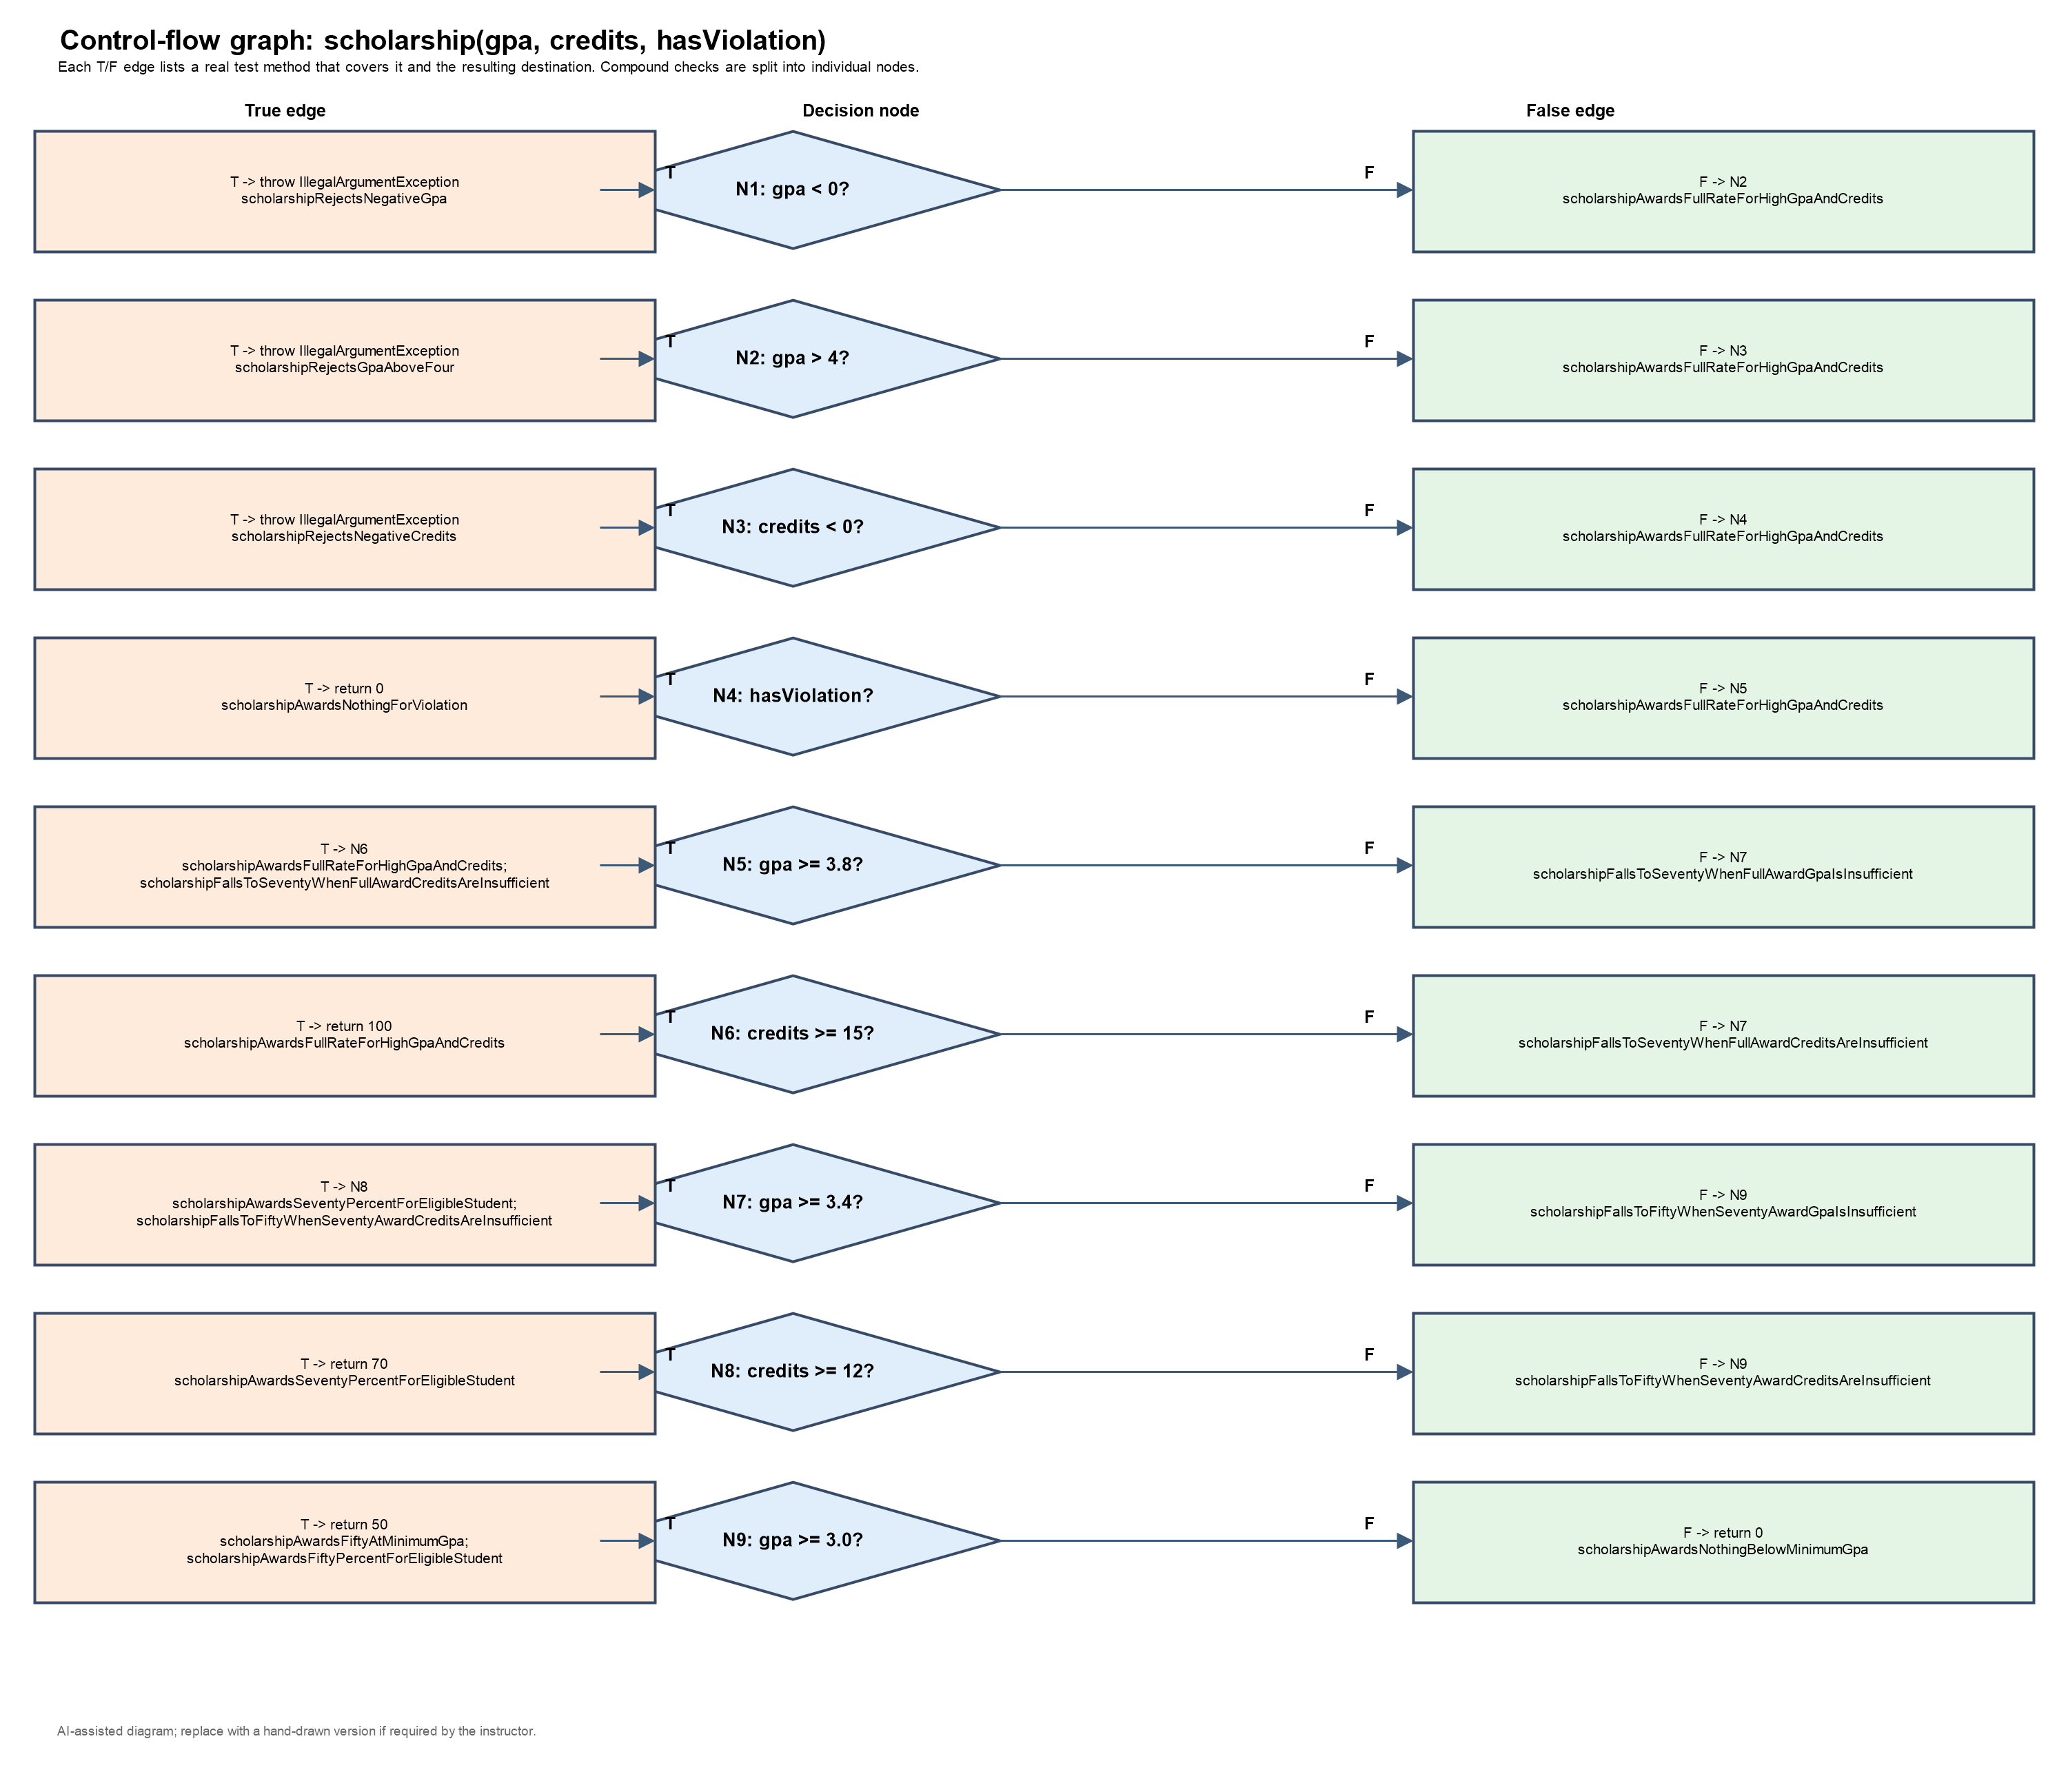 Control-flow graph: scholarship(gpa, credits, hasViolation)
Each T/F edge lists a real test method that covers it and the resulting destination. Compound checks are split into individual nodes.
True edge
Decision node
False edge
T -> throw IllegalArgumentException
scholarshipRejectsNegativeGpa
T
N1: gpa < 0?
F
F -> N2
scholarshipAwardsFullRateForHighGpaAndCredits
T -> throw IllegalArgumentException
scholarshipRejectsGpaAboveFour
T
N2: gpa > 4?
F
F -> N3
scholarshipAwardsFullRateForHighGpaAndCredits
T -> throw IllegalArgumentException
scholarshipRejectsNegativeCredits
T
N3: credits < 0?
F
F -> N4
scholarshipAwardsFullRateForHighGpaAndCredits
T -> return 0
scholarshipAwardsNothingForViolation
T
N4: hasViolation?
F
F -> N5
scholarshipAwardsFullRateForHighGpaAndCredits
T -> N6
scholarshipAwardsFullRateForHighGpaAndCredits;
scholarshipFallsToSeventyWhenFullAwardCreditsAreInsufficient
T
N5: gpa >= 3.8?
F
F -> N7
scholarshipFallsToSeventyWhenFullAwardGpaIsInsufficient
T -> return 100
scholarshipAwardsFullRateForHighGpaAndCredits
T
N6: credits >= 15?
F
F -> N7
scholarshipFallsToSeventyWhenFullAwardCreditsAreInsufficient
T -> N8
scholarshipAwardsSeventyPercentForEligibleStudent;
scholarshipFallsToFiftyWhenSeventyAwardCreditsAreInsufficient
T
N7: gpa >= 3.4?
F
F -> N9
scholarshipFallsToFiftyWhenSeventyAwardGpaIsInsufficient
T -> return 70
scholarshipAwardsSeventyPercentForEligibleStudent
T
N8: credits >= 12?
F
F -> N9
scholarshipFallsToFiftyWhenSeventyAwardCreditsAreInsufficient
T -> return 50
scholarshipAwardsFiftyAtMinimumGpa;
scholarshipAwardsFiftyPercentForEligibleStudent
T
N9: gpa >= 3.0?
F
F -> return 0
scholarshipAwardsNothingBelowMinimumGpa
AI-assisted diagram; replace with a hand-drawn version if required by the instructor.